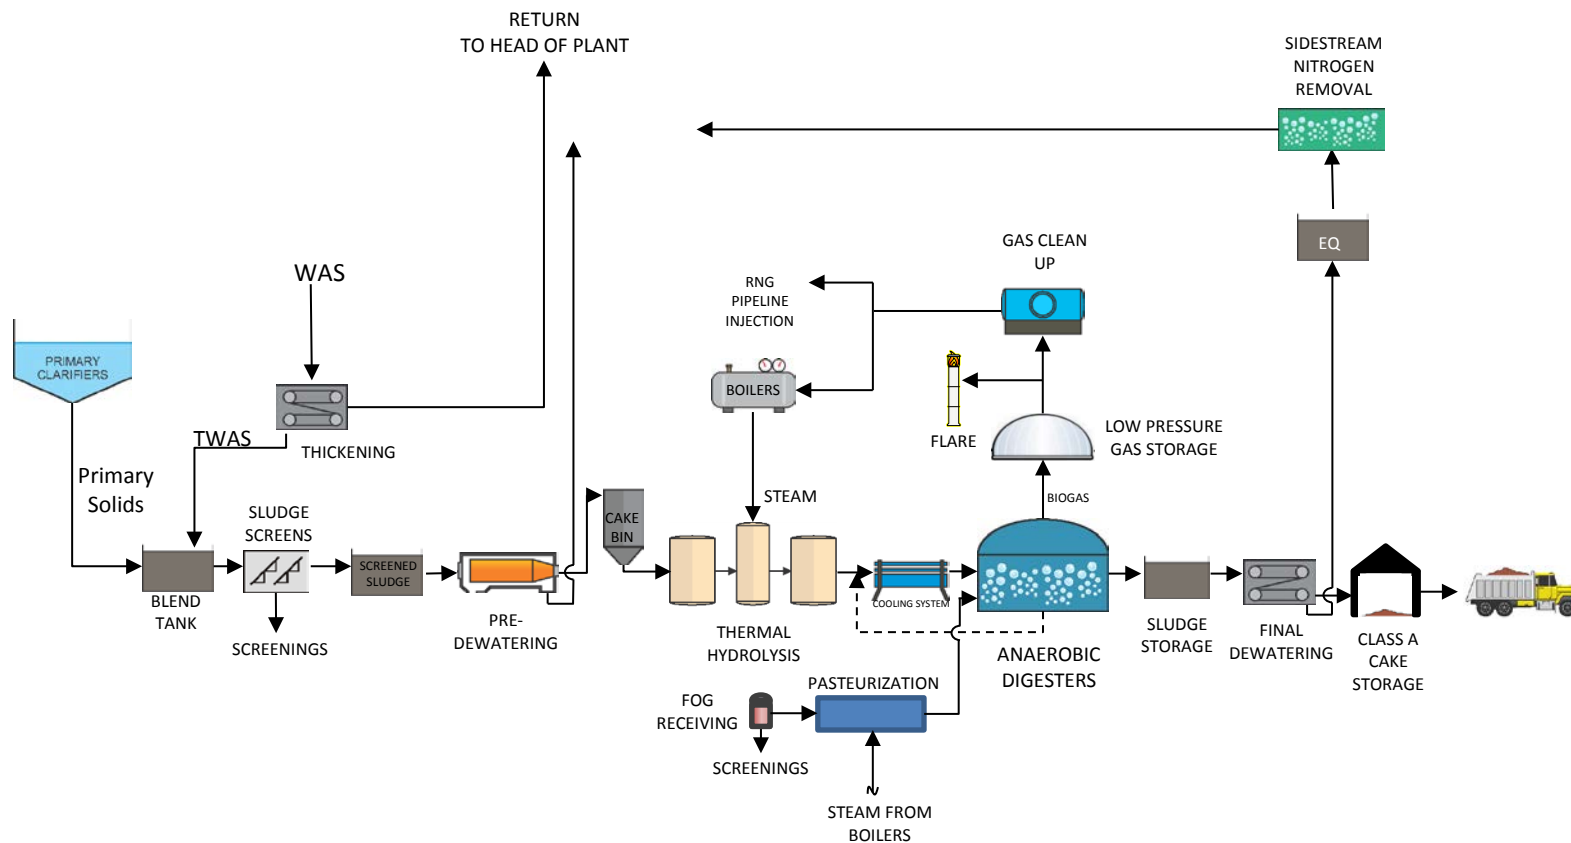 RETURN
TO HEAD OF PLANT
SIDESTREAM
NITROGEN
REMOVAL
EQ
GAS CLEAN
UP
WAS
RNG
PIPELINE
INJECTION
PRIMARY
CLARIFIERS
BOILERS
TWAS
THICKENING
FLARE
LOW PRESSURE
GAS STORAGE
Primary
Solids
STEAM
BIOGAS
SLUDGE
SCREENS
CAKE
BIN
SCREENED
SLUDGE
BLEND
TANK
SCREENINGS
PRE-
DEWATERING
THERMAL
HYDROLYSIS
COOLING SYSTEM
ANAEROBIC
DIGESTERS
SLUDGE
STORAGE
FINAL
DEWATERING
CLASS A
CAKE
STORAGE
PASTEURIZATION
FOG
RECEIVING
SCREENINGS
STEAM FROM
BOILERS